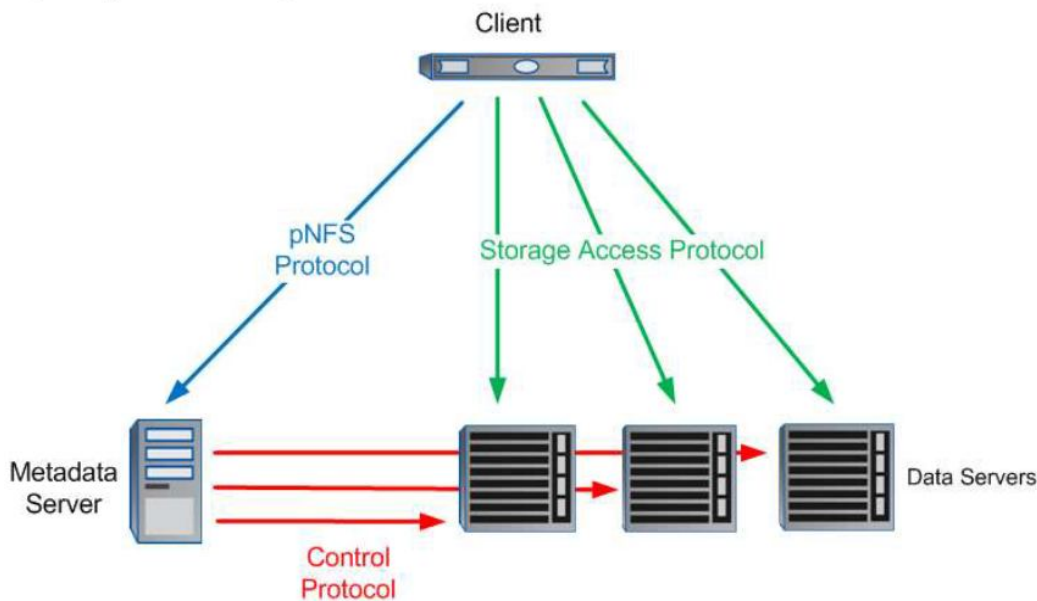 Client
pNFS
Protocol
Storage Access Protocol
Metadata
Server
Data Servers
Control
Protocol